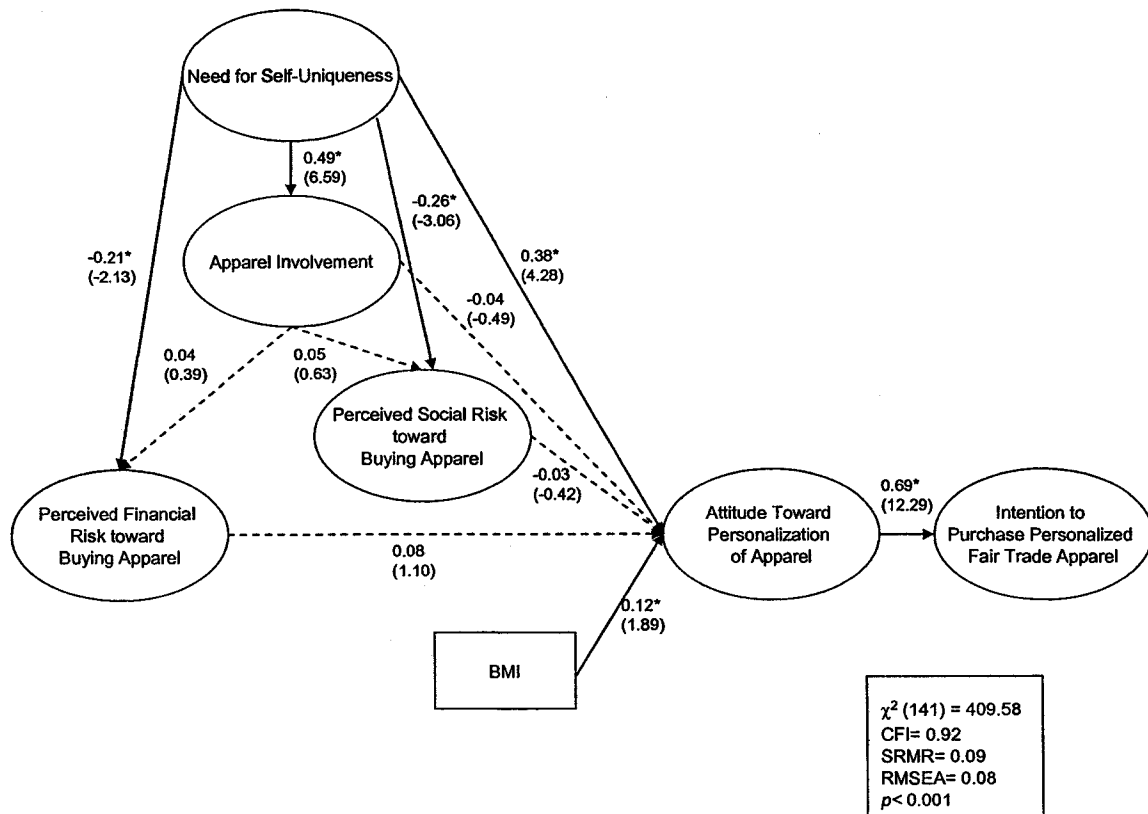 Need for Self-Uniqueness
0.49*
(6.59)
-0.26*
(-3.06)
-0.21*
(-2.13)
Apparel Involvement
0.38*
(4.28)
-0.04
(-0.49)
0.04
(0.39)
0.05
(0.63)
Perceived Social Risk
toward
Buying Apparel
-0.03
(-0.42)
Perceived Financial
Risk toward
Buying Apparel
0.08
(1.10)
Attitude Toward
Personalization
of Apparel
0.69*
(12.29)
Intention to
Purchase Personalized
Fair Trade Apparel
0.12*
(1.89)
BMI
χ² (141) = 409.58
CFI= 0.92
SRMR= 0.09
RMSEA= 0.08
p< 0.001